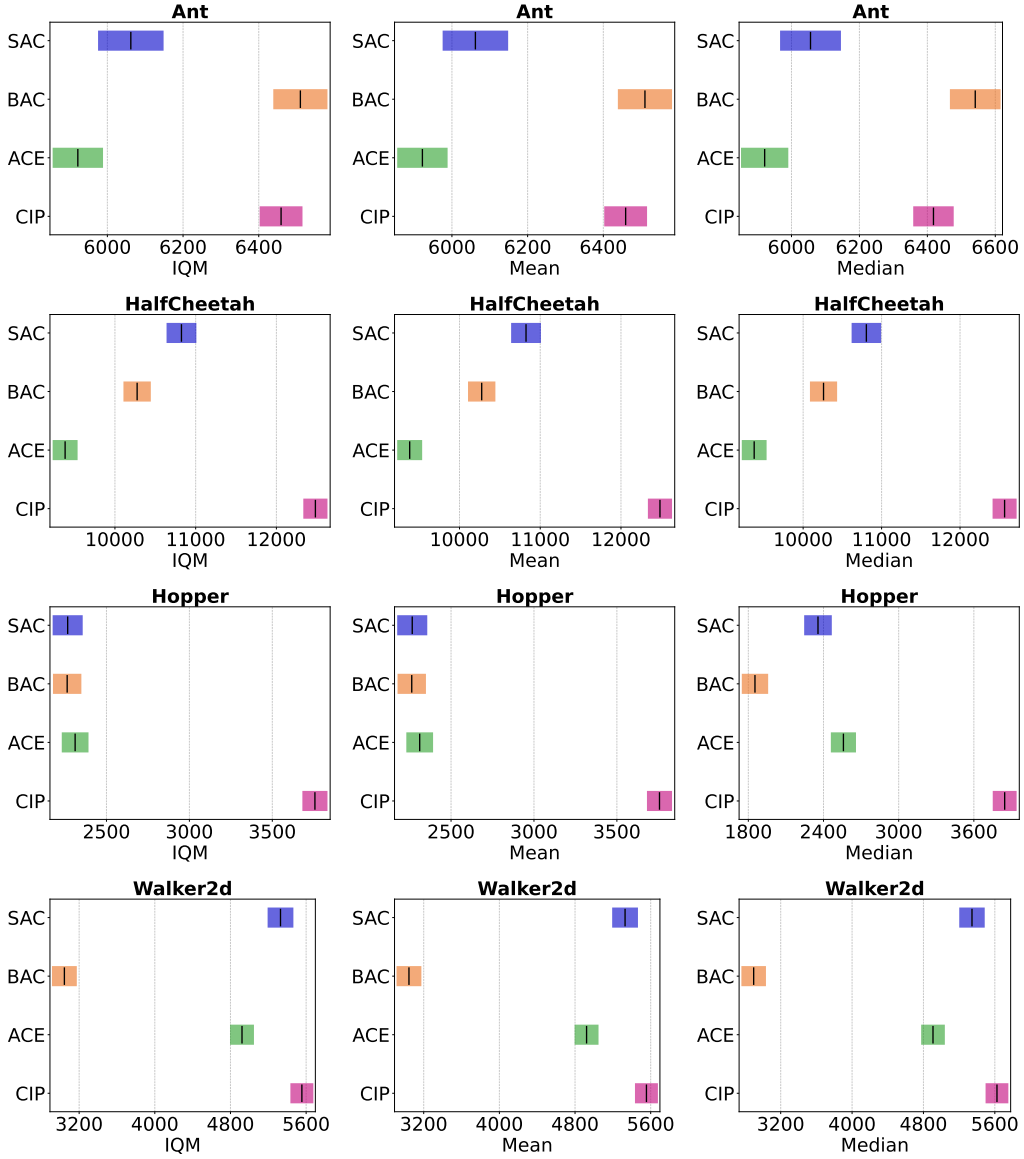 Ant Ant Ant
SAC SAC SAC
BAC BAC BAC
ACE ACE ACE
CIP CIP CIP
6000 6200 6400 6000 6200 6400 6000 6200 6400 6600
IQM Mean Median
HalfCheetah HalfCheetah HalfCheetah
SAC SAC SAC
BAC BAC BAC
ACE ACE ACE
CIP CIP CIP
10000 11000 12000 10000 11000 12000 10000 11000 12000
IQM Mean Median
Hopper Hopper Hopper
SAC SAC SAC
BAC BAC BAC
ACE ACE ACE
CIP CIP CIP
2500 3000 3500 2500 3000 3500 1800 2400 3000 3600
IQM Mean Median
Walker2d Walker2d Walker2d
SAC SAC SAC
BAC BAC BAC
ACE ACE ACE
CIP CIP CIP
3200 4000 4800 5600 3200 4000 4800 5600 3200 4000 4800 5600
IQM Mean Median